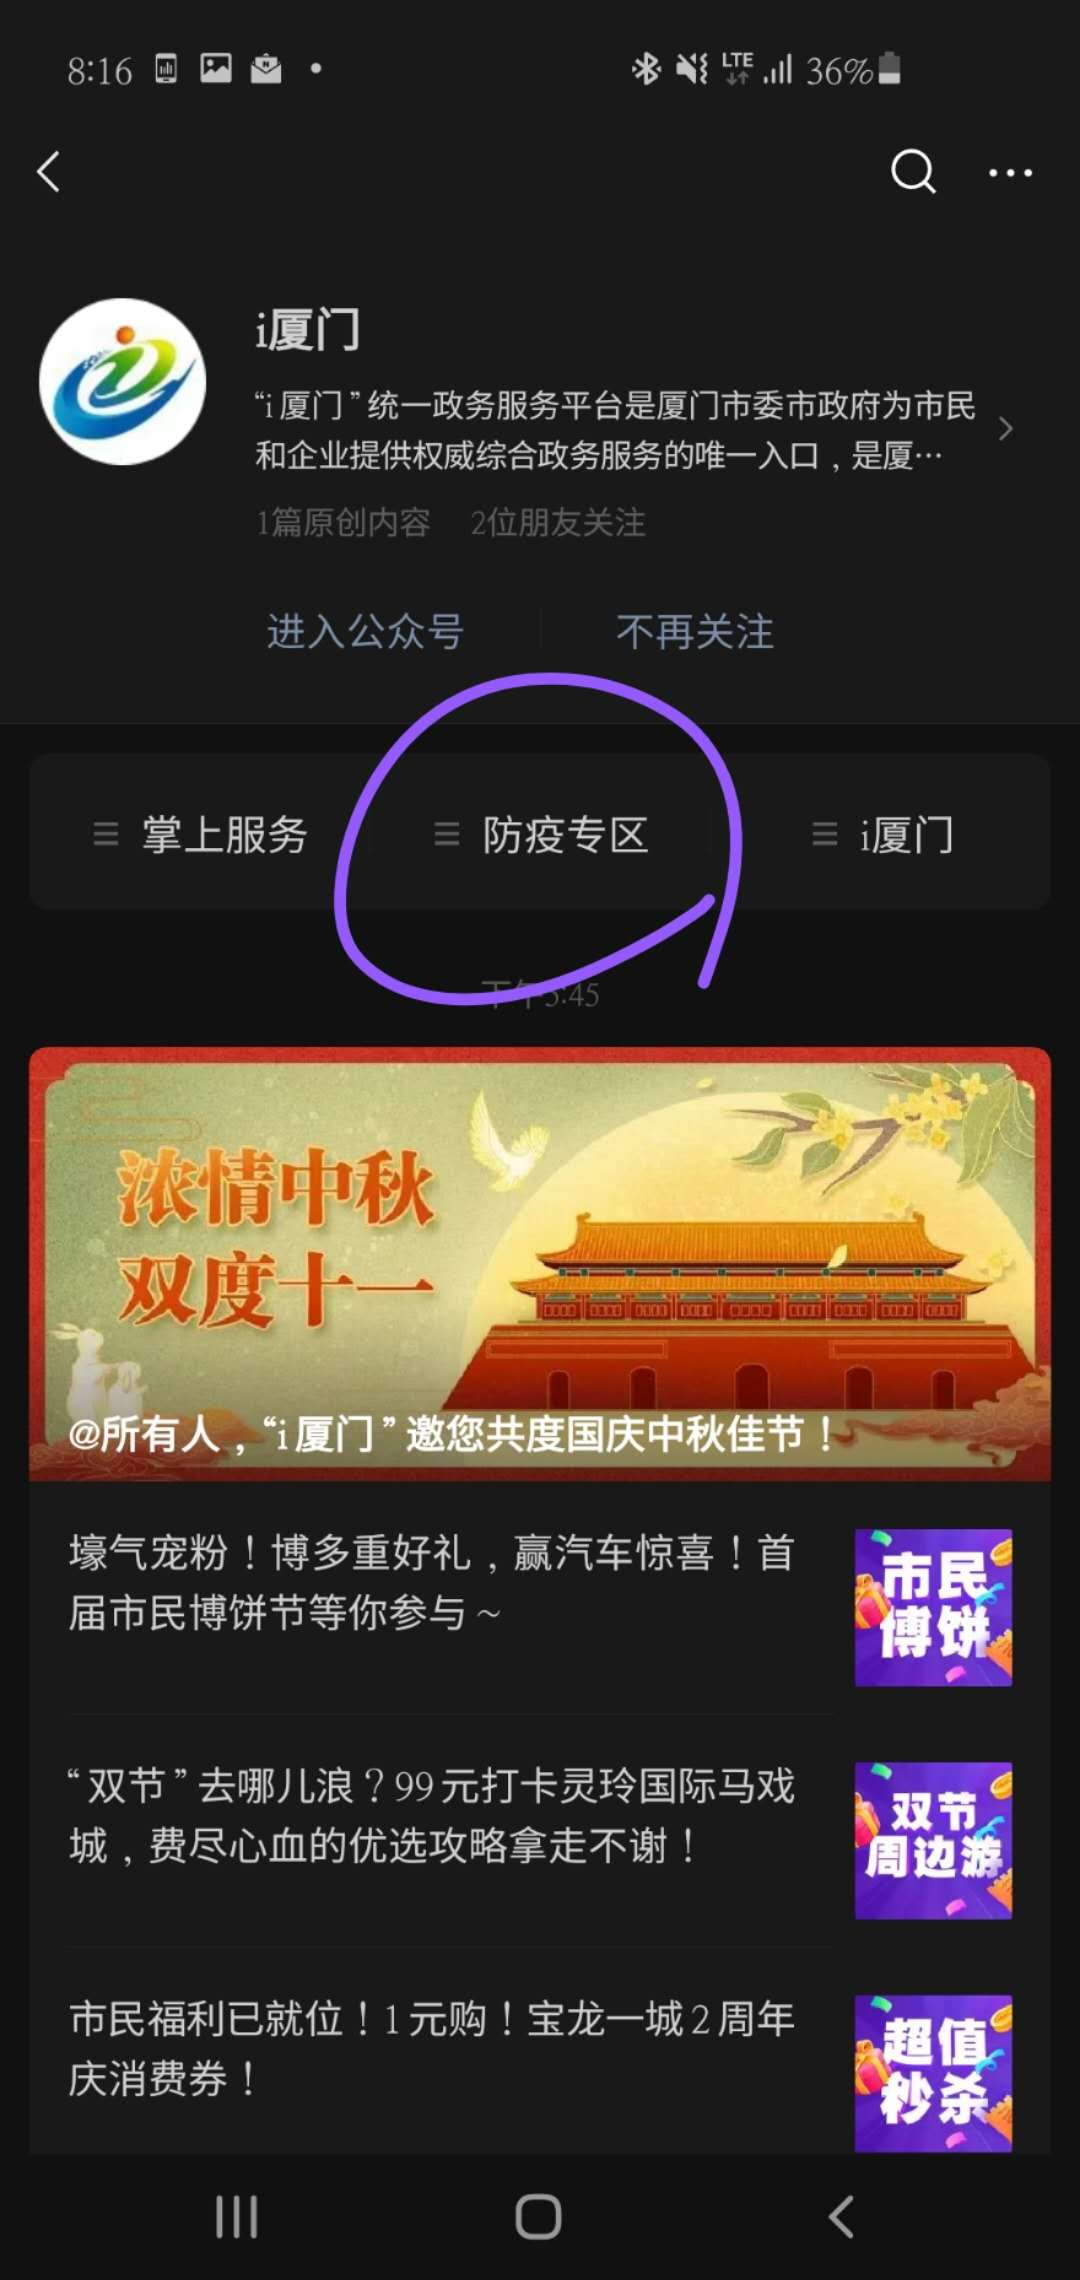 8:16 LTE 36%
i厦门
“i厦门”统一政务服务平台是厦门市委市政府为市民
和企业提供权威综合政务服务的唯一入口，是厦…
1篇原创内容 2位朋友关注
进入公众号 不再关注
掌上服务 防疫专区 i厦门
下午5:45
浓情中秋
双度十一
@所有人，“i厦门”邀您共度国庆中秋佳节！
壕气宠粉！博多重好礼，赢汽车惊喜！首
届市民博饼节等你参与~
市民
博饼
“双节”去哪儿浪？99元打卡灵玲国际马戏
城，费尽心血的优选攻略拿走不谢！
双节
周边游
市民福利已就位！1元购！宝龙一城2周年
庆消费券！
超值
秒杀